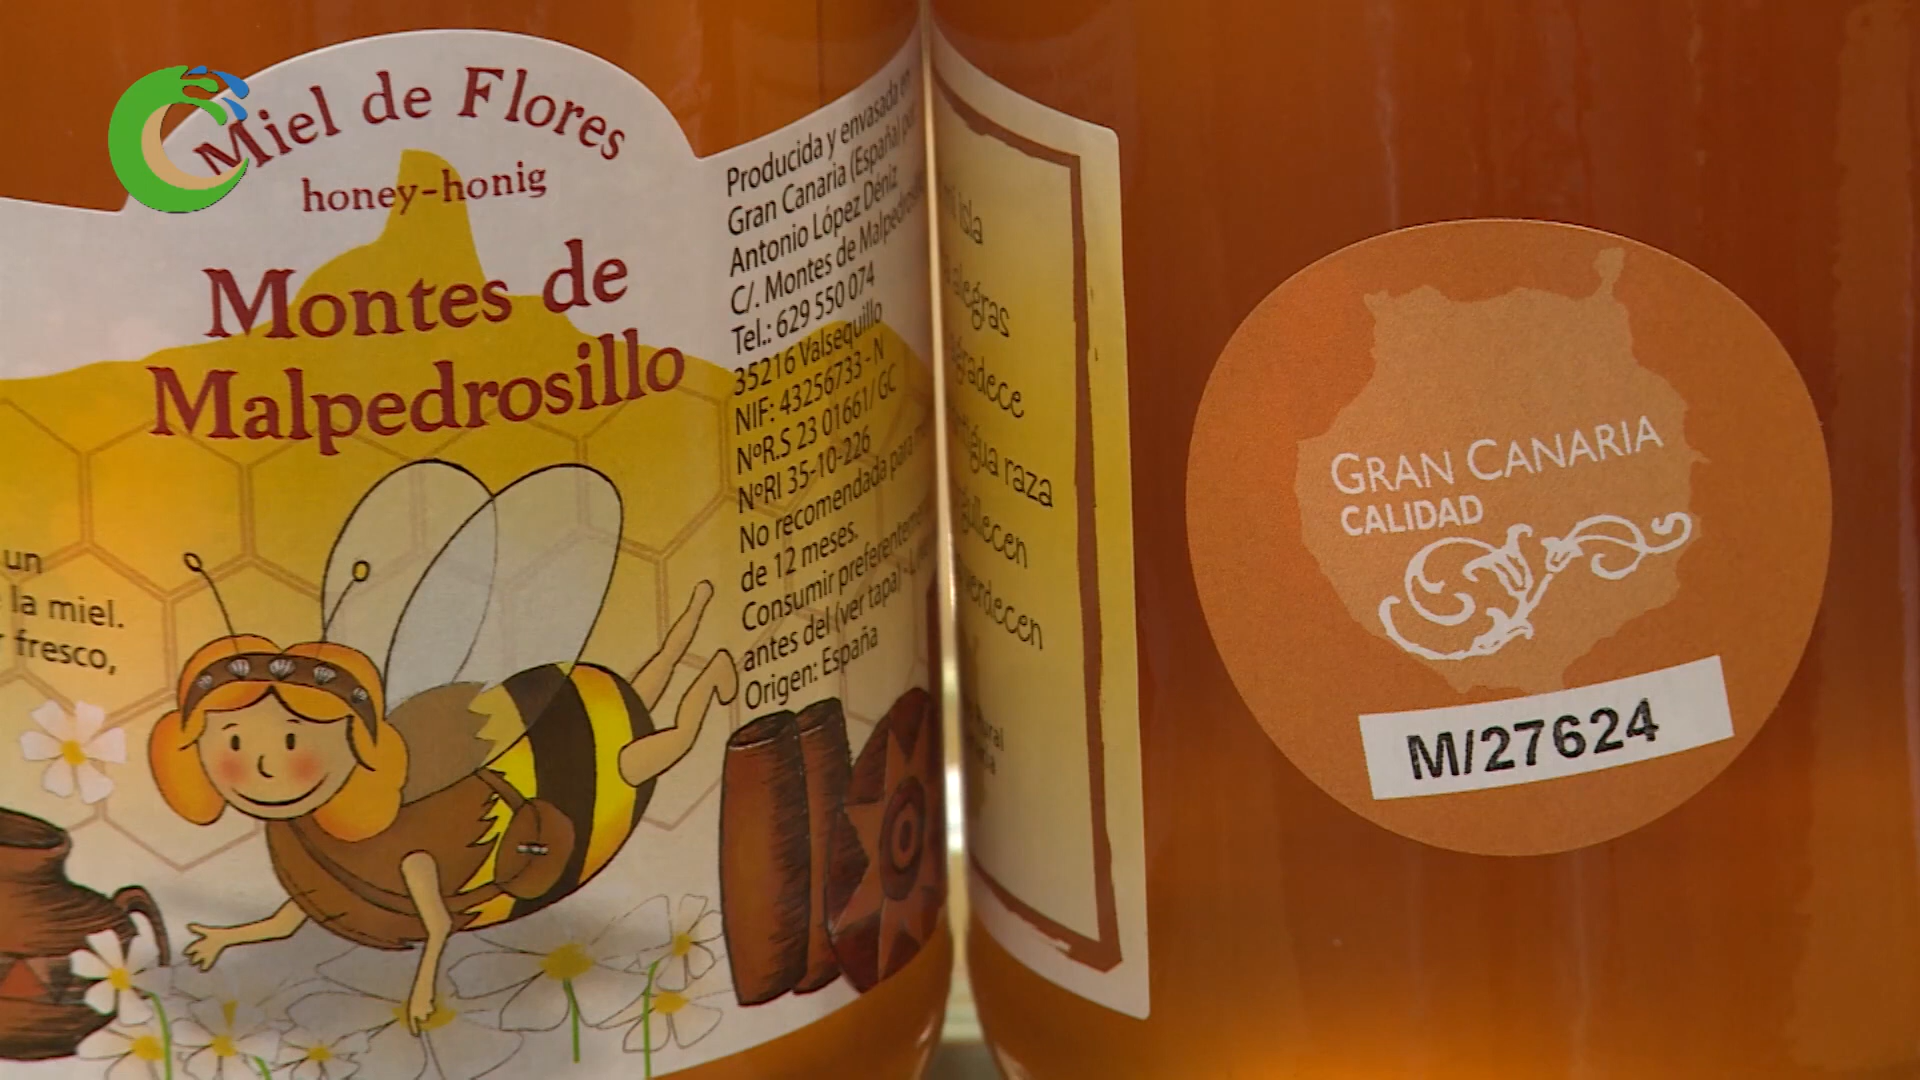 Miel de Flores
honey-honig
Montes de
Malpedrosillo
un
la miel.
fresco,
Producida y envasada en
Gran Canaria (España) por
Antonio López Déniz
C/. Montes de Malpedrosillo
Tel.: 629 550 074
35216 Valsequillo
NIF: 43256733-N
NºR.S 23 01661/GC
NºRI 35-10-226
No recomendada para
de 12 meses.
Consumir preferentemente
antes del (ver tapa) - L
Origen: España
mi isla
alegras
agradece
antigua raza
verdecen
GRAN CANARIA
CALIDAD
M/27624